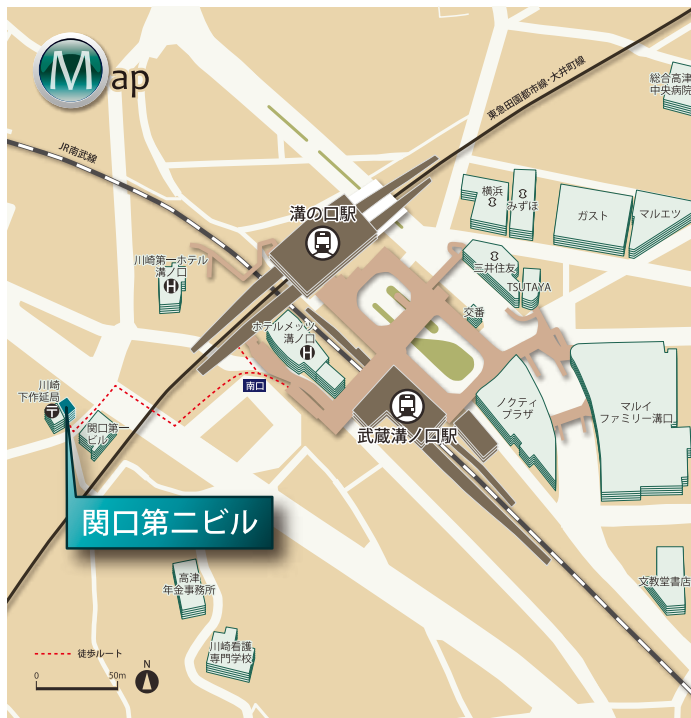 Map
東急田園都市線・大井町線
総合高津
中央病院
JR南武線
溝の口駅
横浜
みずほ
ガスト
マルエツ
川崎第一ホテル
溝ノ口
H
三井住友
TSUTAYA
交番
ホテルメッツ
溝ノ口
H
南口
川崎
下作延局
〒
関口第一
ビル
武蔵溝ノ口駅
ノクティ
プラザ
マルイ
ファミリー溝口
関口第二ビル
高津
年金事務所
文教堂書店
川崎看護
専門学校
徒歩ルート
0 50m
N